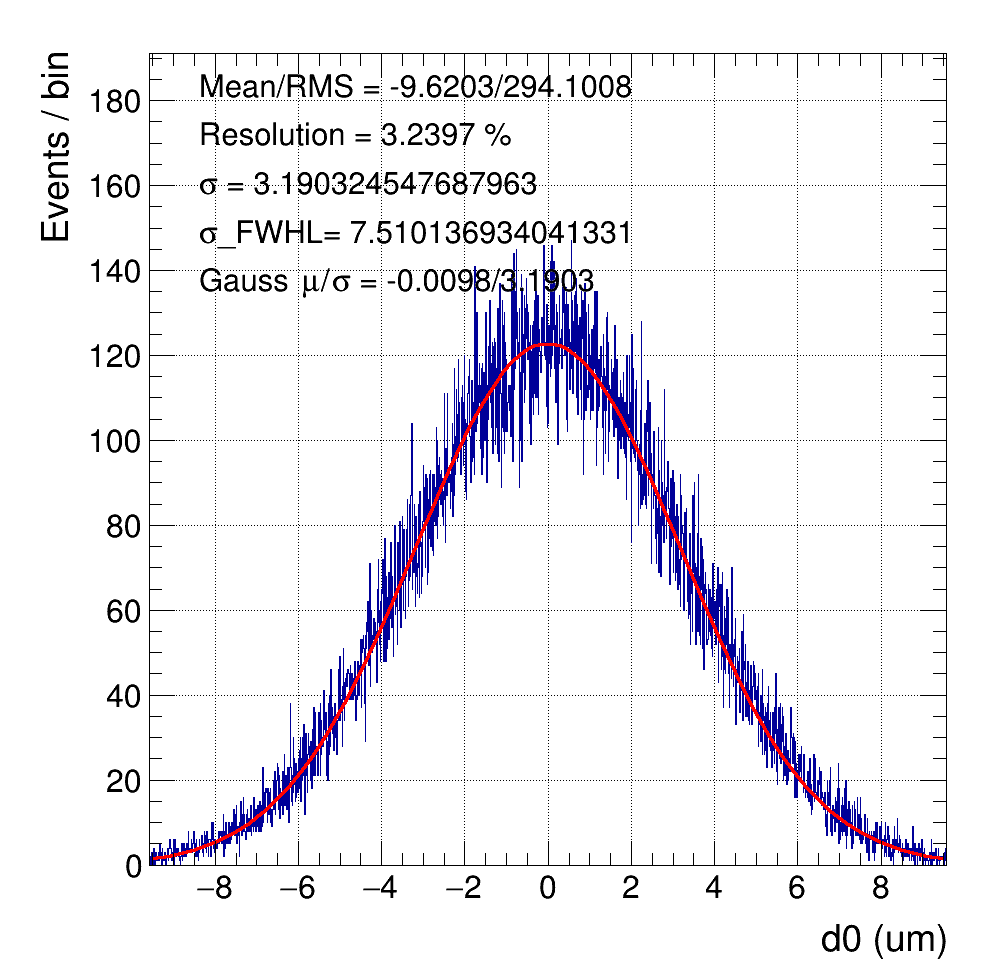 Events / bin
180
160
140
120
100
80
60
40
20
0
Mean/RMS = -9.6203/294.1008
Resolution = 3.2397 %
σ = 3.190324547687963
σ_FWHL= 7.510136934041331
Gauss μ/σ = -0.0098/3.1903
−8 −6 −4 −2 0 2 4 6 8
d0 (um)